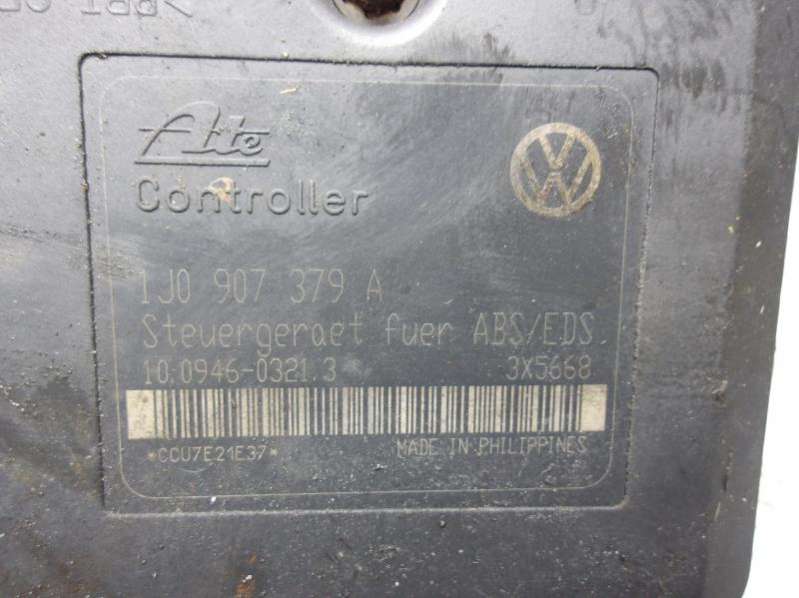 Ate
Controller
1J0 907 379 A
Steuergeraet fuer ABS/EDS
10.0946-0321.3 3X5668
*CCU7E21E37*
MADE IN PHILIPPINES